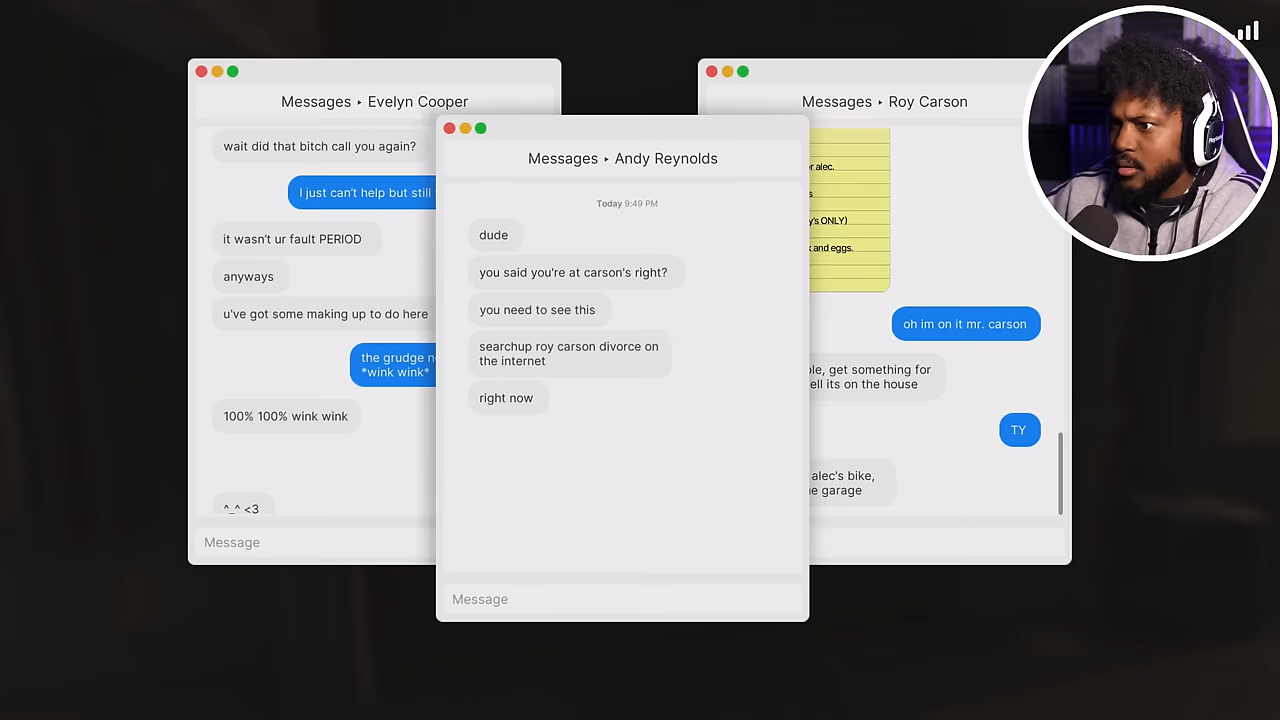 Messages ‣ Evelyn Cooper
wait did that bitch call you again?
I just can't help but still
it wasn't ur fault PERIOD
anyways
u've got some making up to do here
the grudge
*wink wink*
100% 100% wink wink
^_^ <3
Message
Messages ‣ Andy Reynolds
Today 9:49 PM
dude
you said you're at carson's right?
you need to see this
searchup roy carson divorce on
the internet
right now
Message
Messages ‣ Roy Carson
alec.
ONLY)
and eggs.
oh im on it mr. carson
get something for
its on the house
TY
alec's bike,
garage